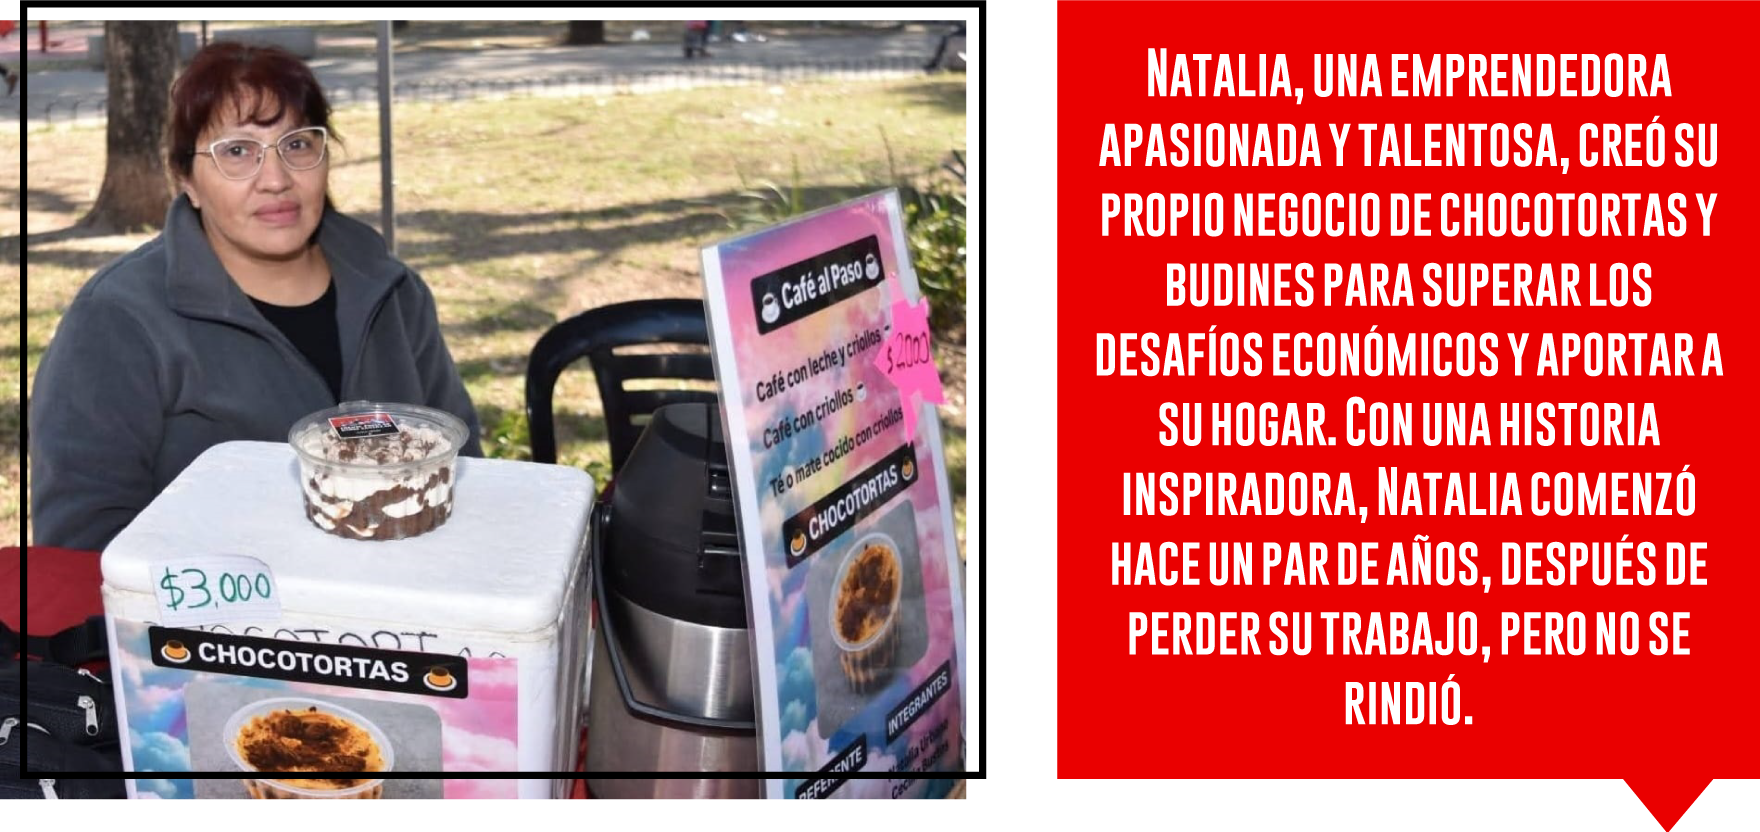 NATALIA, UNA EMPRENDEDORA
APASIONADA Y TALENTOSA, CREÓ SU
PROPIO NEGOCIO DE CHOCOTORTAS Y
BUDINES PARA SUPERAR LOS
DESAFÍOS ECONÓMICOS Y APORTAR A
SU HOGAR. CON UNA HISTORIA
INSPIRADORA, NATALIA COMENZÓ
HACE UN PAR DE AÑOS, DESPUÉS DE
PERDER SU TRABAJO, PERO NO SE
RINDIÓ.
Café al Paso
Café con leche y criollos -
$2000
Café con criollos
Té o mate cocido con criollos
CHOCOTORTAS
INTEGRANTES
Natalia
REFERENTE
$3,000
CHOCOTORTAS